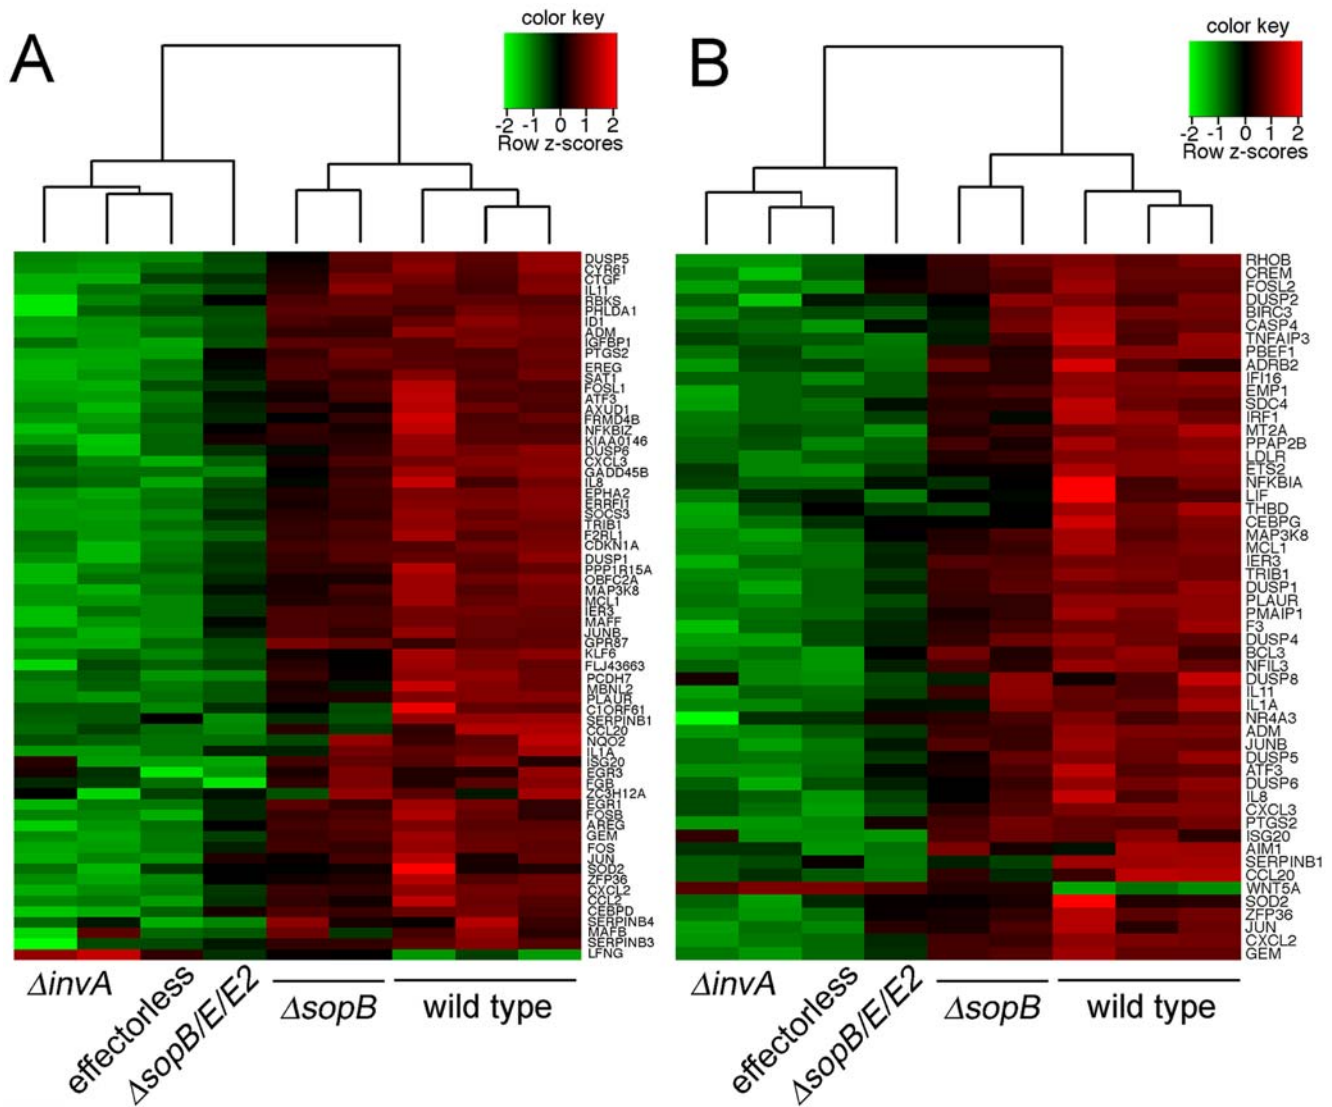 A
color key
-2 -1 0 1 2
Row z-scores
DUSP5
CYR61
CTGF
IL11
RBKS
PHLDA1
ID1
ADM
IGFBP1
PTGS2
EREG
SAT1
FOSL1
ATF3
AXUD1
FRMD4B
NFKBIZ
KIAA0146
DUSP6
CXCL3
GADD45B
IL8
EPHA2
ERRFI1
SOCS3
TRIB1
F2RL1
CDKN1A
DUSP1
PPP1R15A
OBFC2A
MAP3K8
MCL1
IER3
MAFF
JUNB
GPR87
KLF6
FLJ43663
PCDH7
MBNL2
PLAUR
C1ORF61
SERPINB1
CCL20
NQO2
IL1A
ISG20
EGR3
FGB
ZC3H12A
EGR1
FOSB
AREG
GEM
FOS
JUN
SOD2
ZFP36
CXCL2
CCL2
CEBPD
SERPINB4
MAFB
SERPINB3
LFNG
ΔinvA
effectorless
ΔsopB/E/E2
ΔsopB
wild type
B
color key
-2 -1 0 1 2
Row z-scores
RHOB
CREM
FOSL2
DUSP2
BIRC3
CASP4
TNFAIP3
PBEF1
ADRB2
IFI16
EMP1
SDC4
IRF1
MT2A
PPAP2B
LDLR
ETS2
NFKBIA
LIF
THBD
CEBPG
MAP3K8
MCL1
IER3
TRIB1
DUSP1
PLAUR
PMAIP1
F3
DUSP4
BCL3
NFIL3
DUSP8
IL11
IL1A
NR4A3
ADM
JUNB
DUSP5
ATF3
DUSP6
IL8
CXCL3
PTGS2
ISG20
AIM1
SERPINB1
CCL20
WNT5A
SOD2
ZFP36
JUN
CXCL2
GEM
ΔinvA
effectorless
ΔsopB/E/E2
ΔsopB
wild type